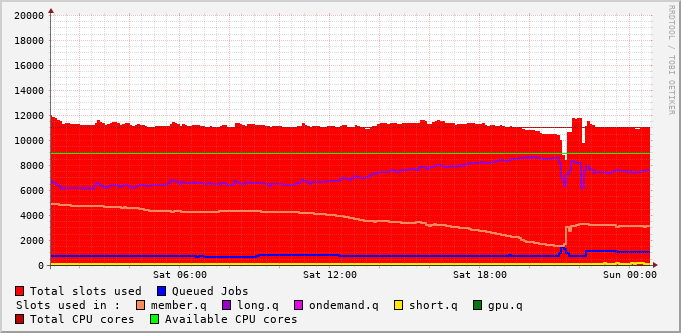 20000
18000
16000
14000
12000
10000
8000
6000
4000
2000
0
Sat 06:00 Sat 12:00 Sat 18:00 Sun 00:00
RRDTOOL / TOBI OETIKER
Total slots used Queued Jobs
Slots used in : member.q long.q ondemand.q short.q gpu.q
Total CPU cores Available CPU cores